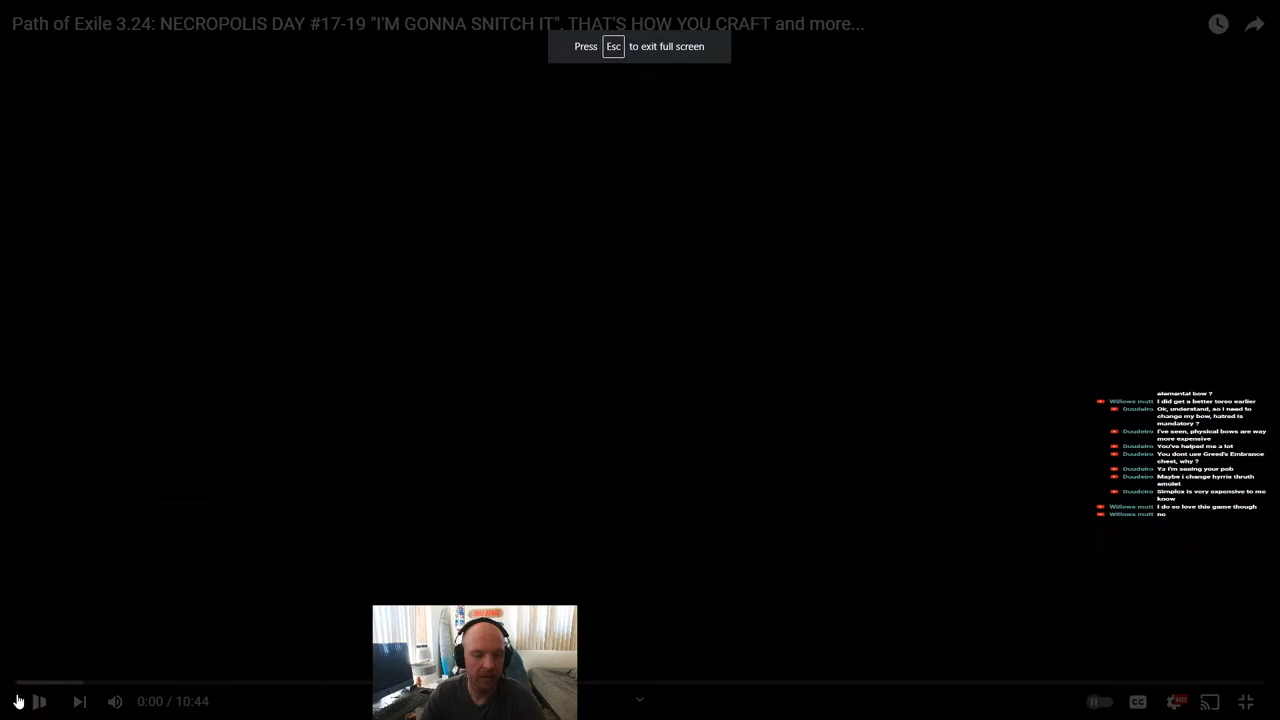 Path of Exile 3.24: NECROPOLIS DAY #17-19 "I'M GONNA SNITCH IT", THAT'S HOW YOU CRAFT and more...
Press Esc to exit full screen
elemental bow ?
Willows mutt I did get a better torso earlier
Duudeiro Ok, understand, so I need to
change my bow, hatred is
mandatory ?
Duudeiro I've seen, physical bows are way
more expensive
Duudeiro You've helped me a lot
Duudeiro You dont use Greed's Embrance
chest, why ?
Duudeiro Ya I'm seeing your pob
Duudeiro Maybe i change hyrrie thruth
amulet
Duudeiro Simplex is very expensive to me
know
Willows mutt I do so love this game though
Willows mutt no
0:00 / 10:44
CC
HD